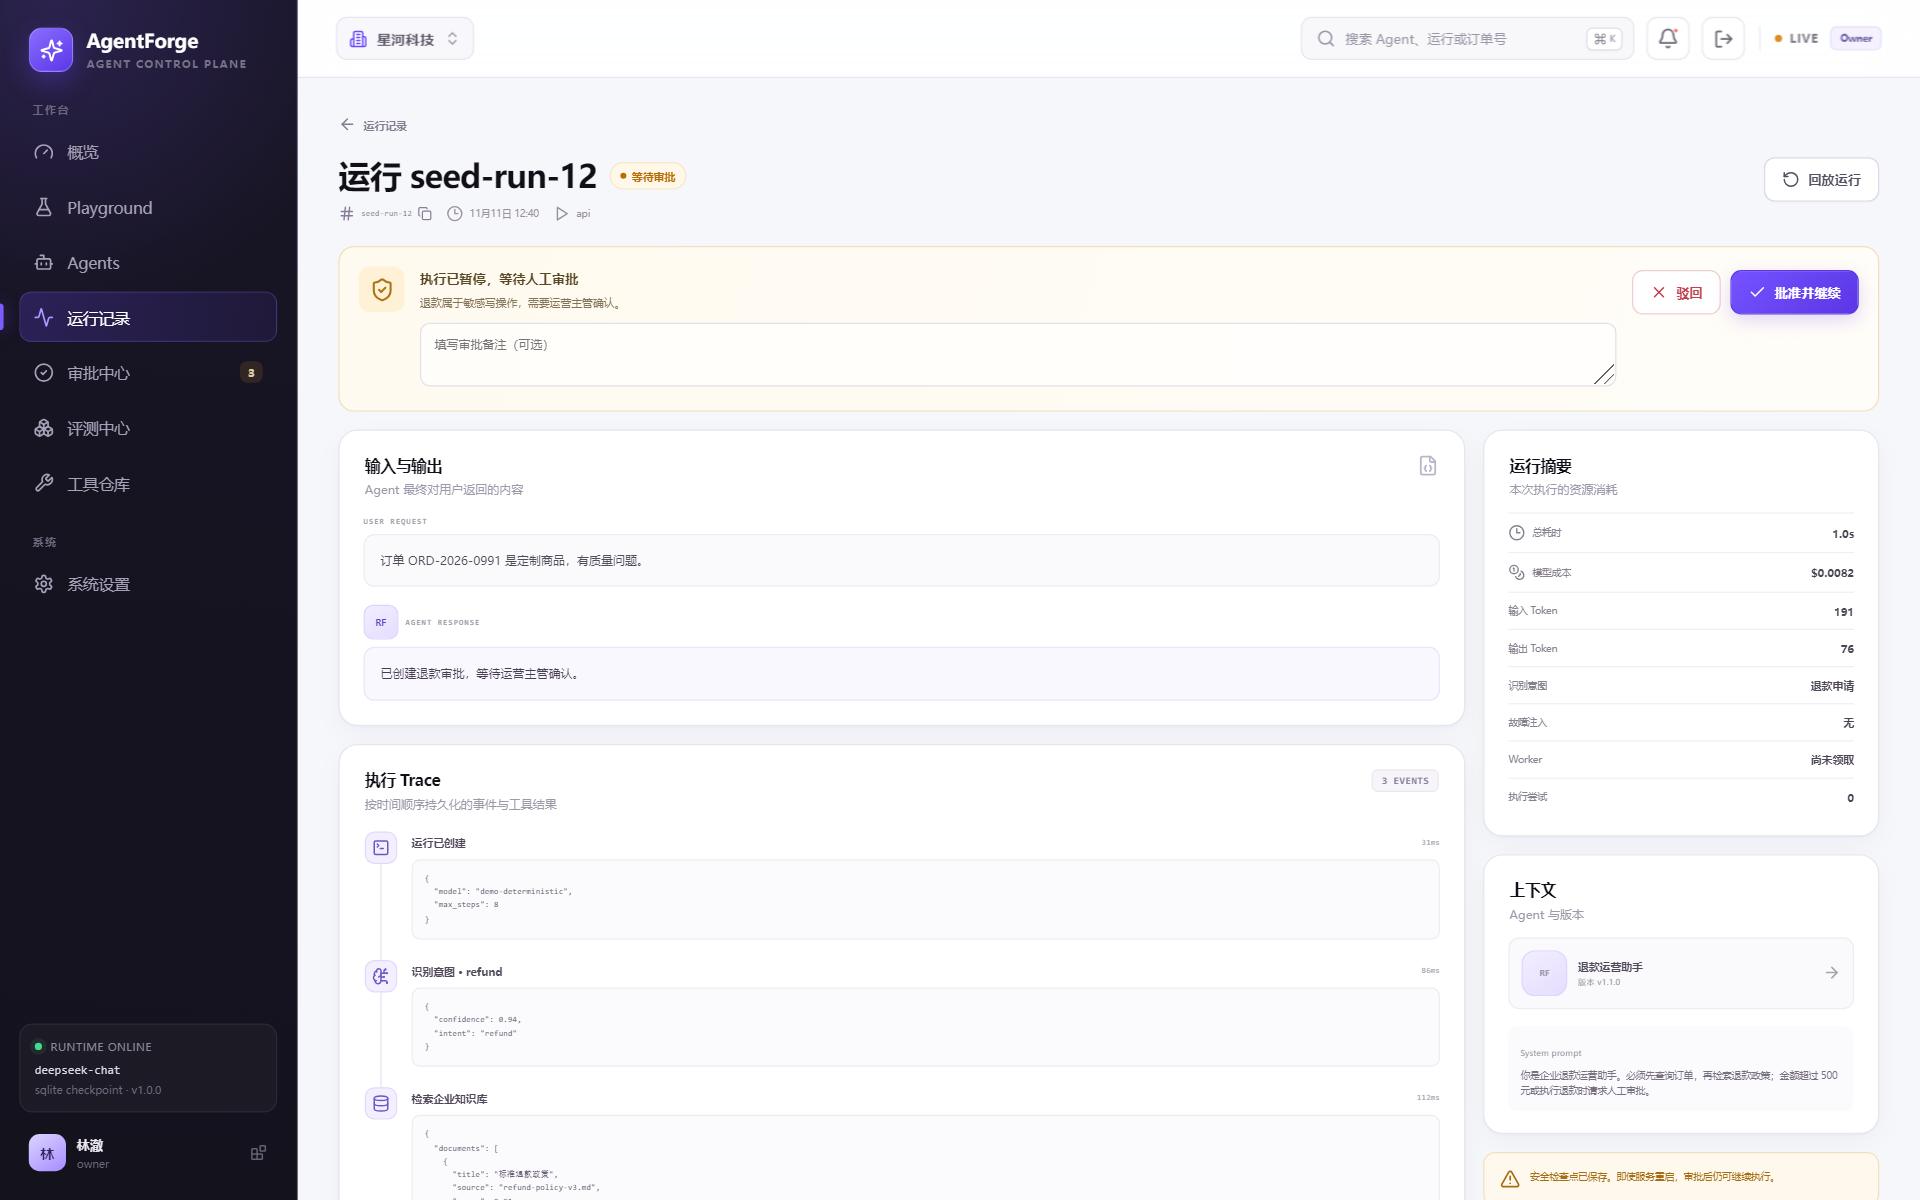 AgentForge
AGENT CONTROL PLANE
工作台
概览
Playground
Agents
运行记录
审批中心
3
评测中心
工具仓库
系统
系统设置
RUNTIME ONLINE
deepseek-chat
sqlite checkpoint · v1.0.0
林
林澈
owner
星河科技
搜索 Agent、运行或订单号
⌘ K
LIVE
Owner
运行记录
运行 seed-run-12
等待审批
回放运行
seed-run-12
11月11日 12:40
api
执行已暂停，等待人工审批
退款属于敏感写操作，需要运营主管确认。
驳回
批准并继续
填写审批备注（可选）
输入与输出
Agent 最终对用户返回的内容
USER REQUEST
订单 ORD-2026-0991 是定制商品，有质量问题。
RF
AGENT RESPONSE
已创建退款审批，等待运营主管确认。
执行 Trace
3 EVENTS
按时间顺序持久化的事件与工具结果
运行已创建
31ms
{
"model": "demo-deterministic",
"max_steps": 8
}
识别意图 • refund
86ms
{
"confidence": 0.94,
"intent": "refund"
}
检索企业知识库
112ms
{
"documents": [
{
"title": "标准退款政策",
"source": "refund-policy-v3.md",
运行摘要
本次执行的资源消耗
总耗时
1.0s
模型成本
$0.0082
输入 Token
191
输出 Token
76
识别意图
退款申请
故障注入
无
Worker
尚未领取
执行尝试
0
上下文
Agent 与版本
RF
退款运营助手
版本 v1.1.0
System prompt
你是企业退款运营助手。必须先查询订单，再检索退款政策；金额超过 500
元或执行退款时请求人工审批。
安全检查点已保存。即使服务重启，审批后仍可继续执行。